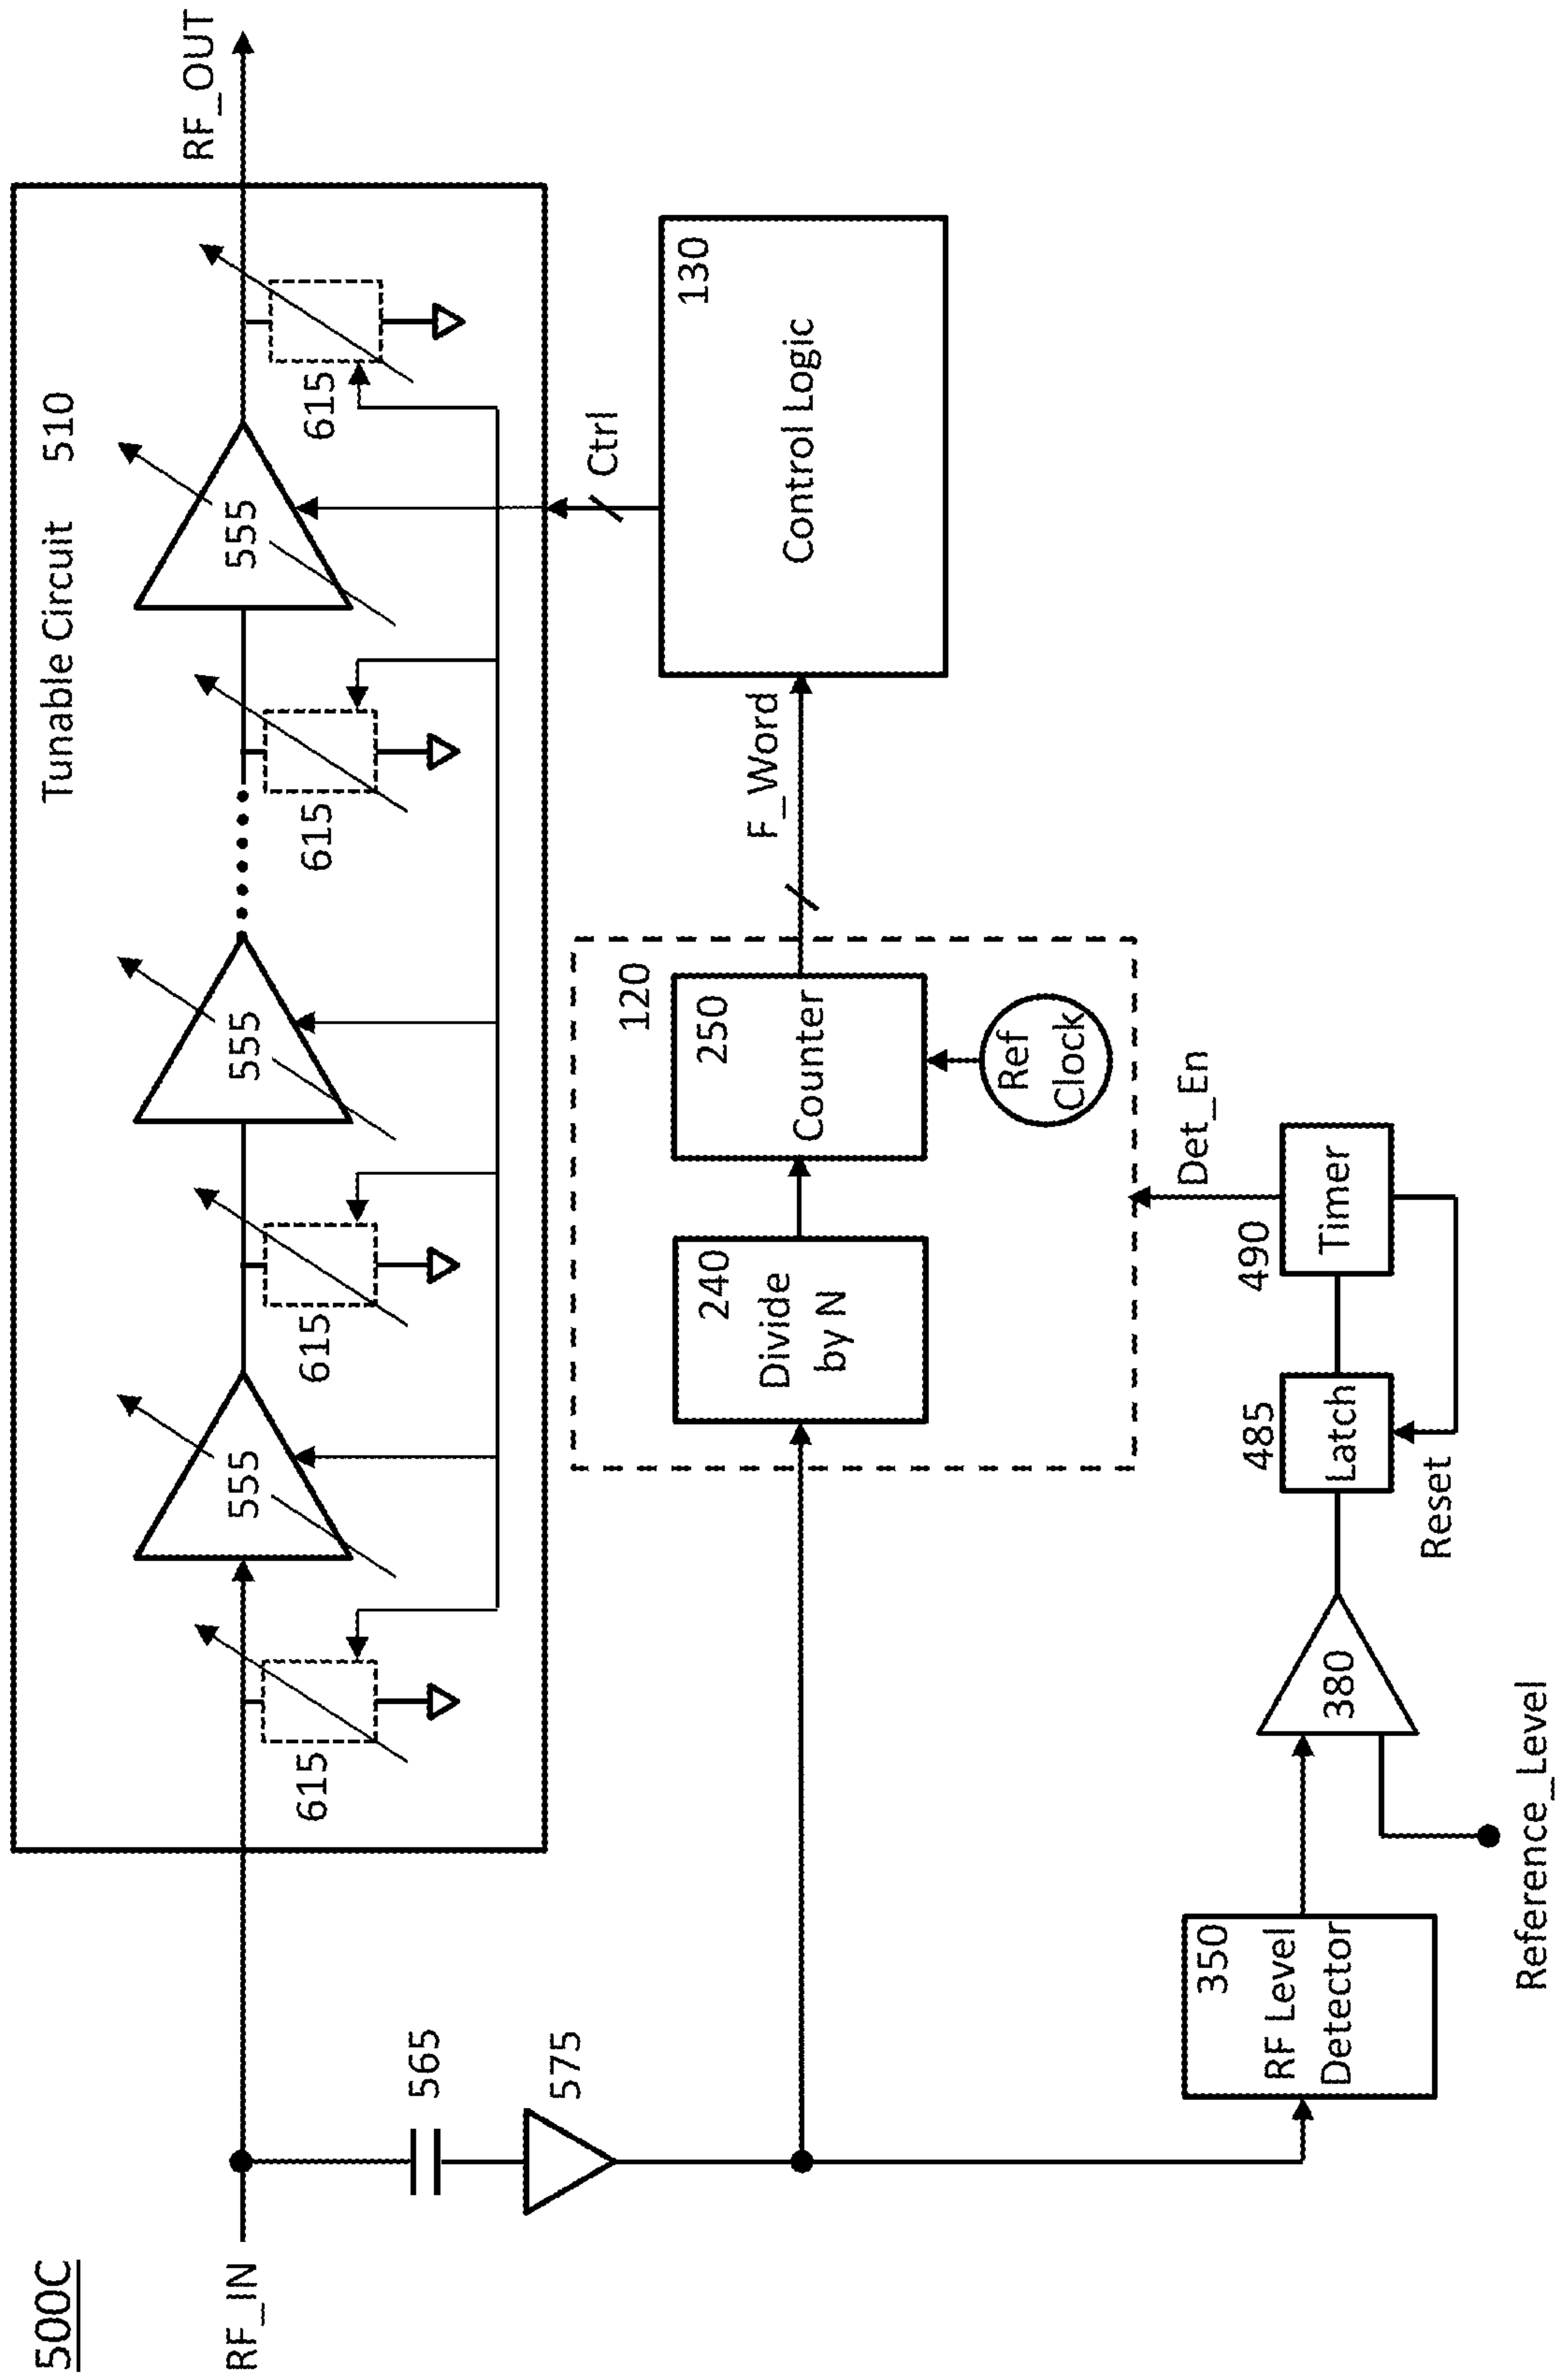 500C
Tunable Circuit 510
RF_IN
RF_OUT
555
555
555
615
615
615
615
565
575
120
240
Divide
by N
250
Counter
Ref
Clock
F_Word
130
Control Logic
Ctrl
350
RF Level
Detector
380
Reference_Level
485
Latch
Reset
490
Timer
Det_En